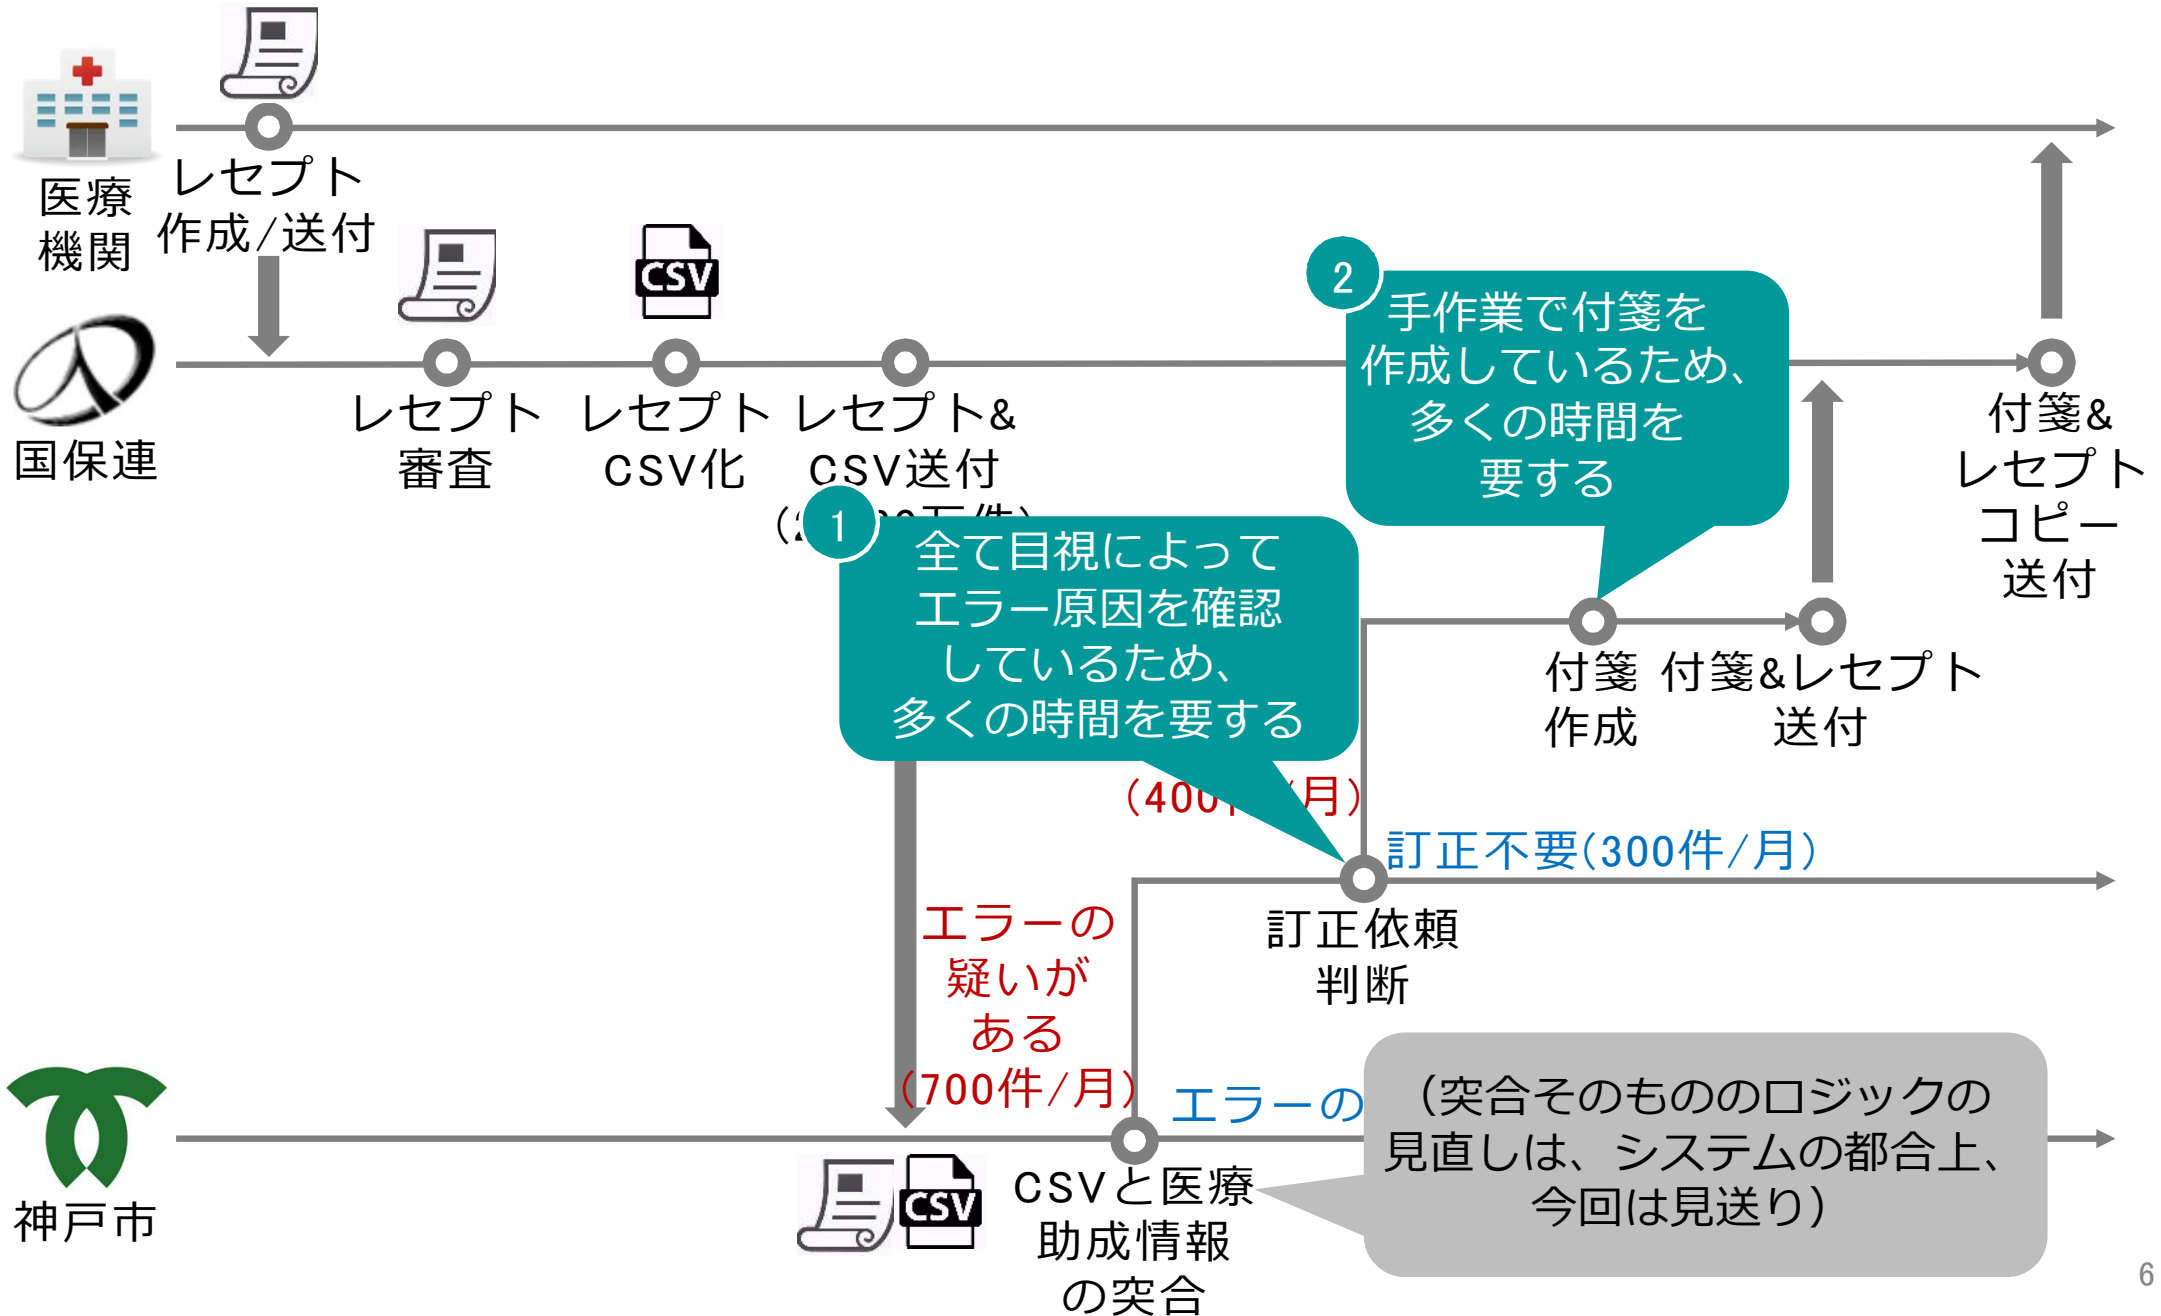 医療
機関
レセプト
作成/送付
国保連
レセプト
審査
CSV
レセプト
CSV化
レセプト&
CSV送付
1
全て目視によって
エラー原因を確認
しているため、
多くの時間を要する
2
手作業で付箋を
作成しているため、
多くの時間を
要する
付箋&
レセプト
コピー
送付
付箋
作成
付箋&レセプト
送付
(400
/月)
訂正不要(300件/月)
訂正依頼
判断
エラーの
疑いが
ある
(700件/月)
エラーの
神戸市
CSV
CSVと医療
助成情報
の突合
(突合そのもののロジックの
見直しは、システムの都合上、
今回は見送り)
6